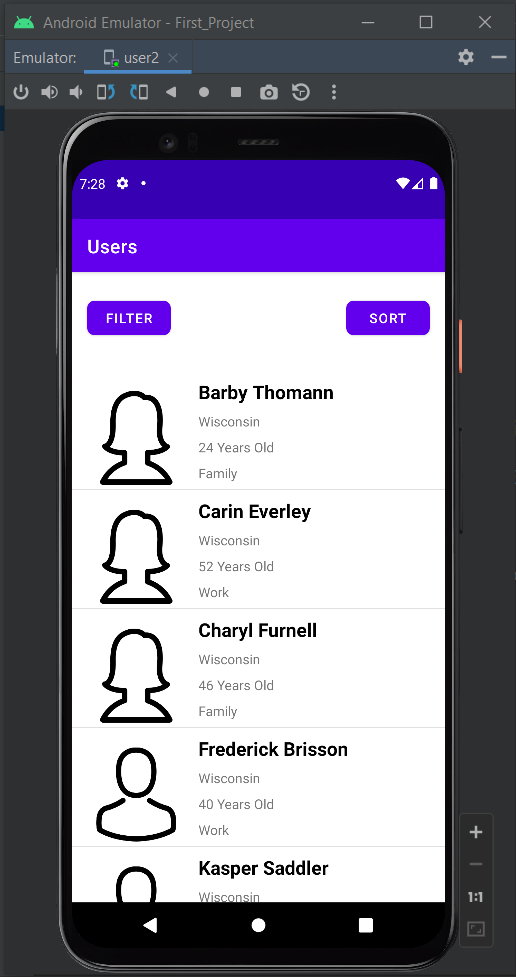 Android Emulator - First_Project
Emulator:
user2
7:28
Users
FILTER
SORT
Barby Thomann
Wisconsin
24 Years Old
Family
Carin Everley
Wisconsin
52 Years Old
Work
Charyl Furnell
Wisconsin
46 Years Old
Family
Frederick Brisson
Wisconsin
40 Years Old
Work
Kasper Saddler
Wisconsin
1:1